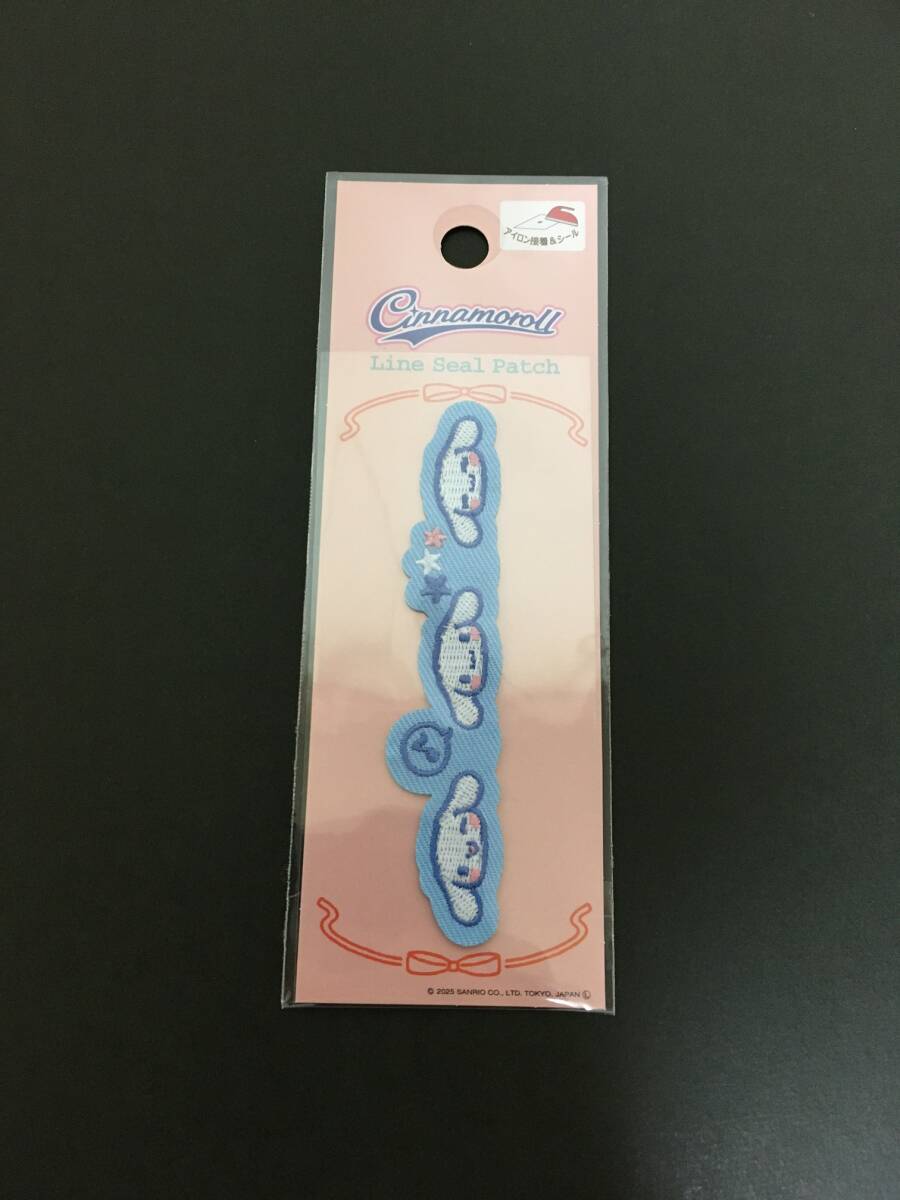 アイロン接着&シール
Cinnamoroll
Line Seal Patch
© 2025 SANRIO CO., LTD. TOKYO, JAPAN Ⓛ